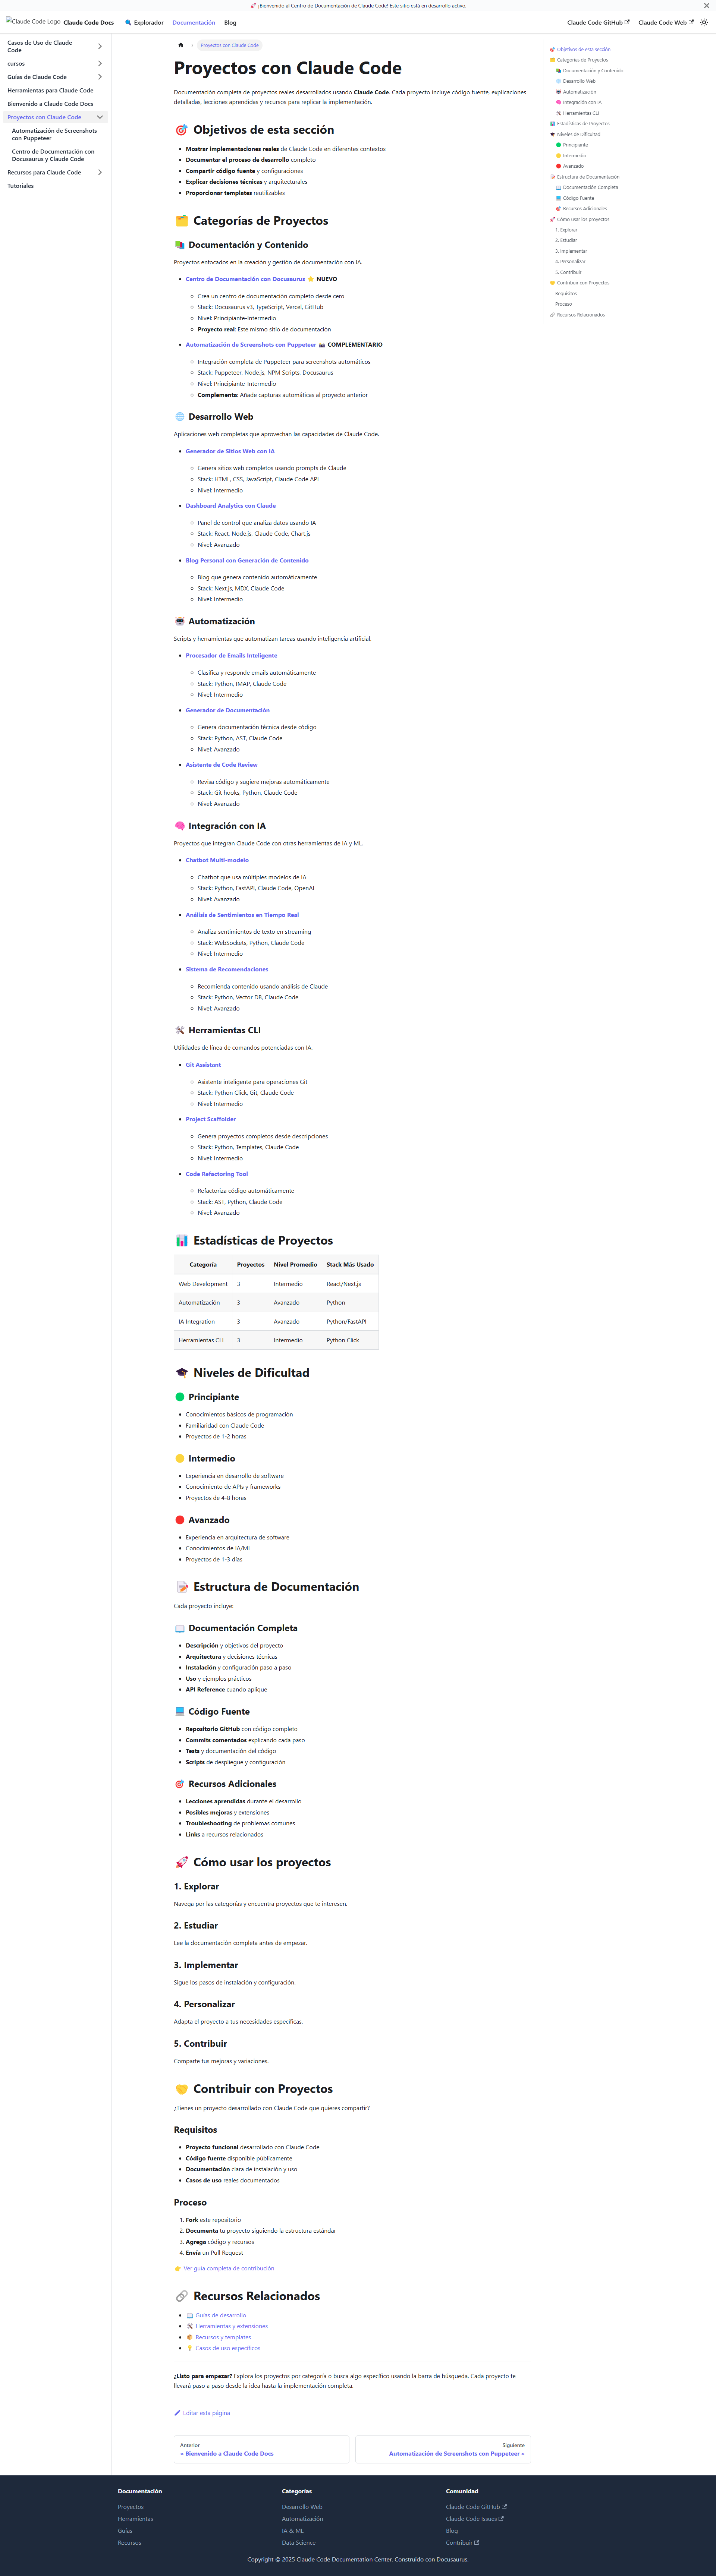 🚀 ¡Bienvenido al Centro de Documentación de Claude Code! Este sitio está en desarrollo activo.
Claude Code Logo Claude Code Docs 🔍 Explorador Documentación Blog Claude Code GitHub Claude Code Web
Casos de Uso de Claude
Code
cursos
Guías de Claude Code
Herramientas para Claude Code
Bienvenido a Claude Code Docs
Proyectos con Claude Code
Automatización de Screenshots
con Puppeteer
Centro de Documentación con
Docusaurus y Claude Code
Recursos para Claude Code
Tutoriales
Proyectos con Claude Code
Proyectos con Claude Code
Documentación completa de proyectos reales desarrollados usando Claude Code. Cada proyecto incluye código fuente, explicaciones
detalladas, lecciones aprendidas y recursos para replicar la implementación.
🎯 Objetivos de esta sección
Mostrar implementaciones reales de Claude Code en diferentes contextos
Documentar el proceso de desarrollo completo
Compartir código fuente y configuraciones
Explicar decisiones técnicas y arquitecturales
Proporcionar templates reutilizables
🗂️ Categorías de Proyectos
📚 Documentación y Contenido
Proyectos enfocados en la creación y gestión de documentación con IA.
Centro de Documentación con Docusaurus ⭐ NUEVO
Crea un centro de documentación completo desde cero
Stack: Docusaurus v3, TypeScript, Vercel, GitHub
Nivel: Principiante-Intermedio
Proyecto real: Este mismo sitio de documentación
Automatización de Screenshots con Puppeteer 📷 COMPLEMENTARIO
Integración completa de Puppeteer para screenshots automáticos
Stack: Puppeteer, Node.js, NPM Scripts, Docusaurus
Nivel: Principiante-Intermedio
Complementa: Añade capturas automáticas al proyecto anterior
🌐 Desarrollo Web
Aplicaciones web completas que aprovechan las capacidades de Claude Code.
Generador de Sitios Web con IA
Genera sitios web completos usando prompts de Claude
Stack: HTML, CSS, JavaScript, Claude Code API
Nivel: Intermedio
Dashboard Analytics con Claude
Panel de control que analiza datos usando IA
Stack: React, Node.js, Claude Code, Chart.js
Nivel: Avanzado
Blog Personal con Generación de Contenido
Blog que genera contenido automáticamente
Stack: Next.js, MDX, Claude Code
Nivel: Intermedio
🤖 Automatización
Scripts y herramientas que automatizan tareas usando inteligencia artificial.
Procesador de Emails Inteligente
Clasifica y responde emails automáticamente
Stack: Python, IMAP, Claude Code
Nivel: Intermedio
Generador de Documentación
Genera documentación técnica desde código
Stack: Python, AST, Claude Code
Nivel: Avanzado
Asistente de Code Review
Revisa código y sugiere mejoras automáticamente
Stack: Git hooks, Python, Claude Code
Nivel: Avanzado
🧠 Integración con IA
Proyectos que integran Claude Code con otras herramientas de IA y ML.
Chatbot Multi-modelo
Chatbot que usa múltiples modelos de IA
Stack: Python, FastAPI, Claude Code, OpenAI
Nivel: Avanzado
Análisis de Sentimientos en Tiempo Real
Analiza sentimientos de texto en streaming
Stack: WebSockets, Python, Claude Code
Nivel: Intermedio
Sistema de Recomendaciones
Recomienda contenido usando análisis de Claude
Stack: Python, Vector DB, Claude Code
Nivel: Avanzado
🛠️ Herramientas CLI
Utilidades de línea de comandos potenciadas con IA.
Git Assistant
Asistente inteligente para operaciones Git
Stack: Python Click, Git, Claude Code
Nivel: Intermedio
Project Scaffolder
Genera proyectos completos desde descripciones
Stack: Python, Templates, Claude Code
Nivel: Intermedio
Code Refactoring Tool
Refactoriza código automáticamente
Stack: AST, Python, Claude Code
Nivel: Avanzado
📊 Estadísticas de Proyectos
Categoría Proyectos Nivel Promedio Stack Más Usado
Web Development 3 Intermedio React/Next.js
Automatización 3 Avanzado Python
IA Integration 3 Avanzado Python/FastAPI
Herramientas CLI 3 Intermedio Python Click
🎓 Niveles de Dificultad
🟢 Principiante
Conocimientos básicos de programación
Familiaridad con Claude Code
Proyectos de 1-2 horas
🟡 Intermedio
Experiencia en desarrollo de software
Conocimiento de APIs y frameworks
Proyectos de 4-8 horas
🔴 Avanzado
Experiencia en arquitectura de software
Conocimientos de IA/ML
Proyectos de 1-3 días
📝 Estructura de Documentación
Cada proyecto incluye:
📖 Documentación Completa
Descripción y objetivos del proyecto
Arquitectura y decisiones técnicas
Instalación y configuración paso a paso
Uso y ejemplos prácticos
API Reference cuando aplique
📘 Código Fuente
Repositorio GitHub con código completo
Commits comentados explicando cada paso
Tests y documentación del código
Scripts de despliegue y configuración
🎯 Recursos Adicionales
Lecciones aprendidas durante el desarrollo
Posibles mejoras y extensiones
Troubleshooting de problemas comunes
Links a recursos relacionados
🚀 Cómo usar los proyectos
1. Explorar
Navega por las categorías y encuentra proyectos que te interesen.
2. Estudiar
Lee la documentación completa antes de empezar.
3. Implementar
Sigue los pasos de instalación y configuración.
4. Personalizar
Adapta el proyecto a tus necesidades específicas.
5. Contribuir
Comparte tus mejoras y variaciones.
🤝 Contribuir con Proyectos
¿Tienes un proyecto desarrollado con Claude Code que quieres compartir?
Requisitos
Proyecto funcional desarrollado con Claude Code
Código fuente disponible públicamente
Documentación clara de instalación y uso
Casos de uso reales documentados
Proceso
1. Fork este repositorio
2. Documenta tu proyecto siguiendo la estructura estándar
3. Agrega código y recursos
4. Envía un Pull Request
👉 Ver guía completa de contribución
🔗 Recursos Relacionados
📖 Guías de desarrollo
🛠️ Herramientas y extensiones
📦 Recursos y templates
💡 Casos de uso específicos
¿Listo para empezar? Explora los proyectos por categoría o busca algo específico usando la barra de búsqueda. Cada proyecto te
llevará paso a paso desde la idea hasta la implementación completa.
Editar esta página
Anterior
« Bienvenido a Claude Code Docs
Siguiente
Automatización de Screenshots con Puppeteer »
🎯 Objetivos de esta sección
🗂️ Categorías de Proyectos
📚 Documentación y Contenido
🌐 Desarrollo Web
🤖 Automatización
🧠 Integración con IA
🛠️ Herramientas CLI
📊 Estadísticas de Proyectos
🎓 Niveles de Dificultad
🟢 Principiante
🟡 Intermedio
🔴 Avanzado
📝 Estructura de Documentación
📖 Documentación Completa
📘 Código Fuente
🎯 Recursos Adicionales
🚀 Cómo usar los proyectos
1. Explorar
2. Estudiar
3. Implementar
4. Personalizar
5. Contribuir
🤝 Contribuir con Proyectos
Requisitos
Proceso
🔗 Recursos Relacionados
Documentación
Proyectos
Herramientas
Guías
Recursos
Categorías
Desarrollo Web
Automatización
IA & ML
Data Science
Comunidad
Claude Code GitHub
Claude Code Issues
Blog
Contribuir
Copyright © 2025 Claude Code Documentation Center. Construido con Docusaurus.